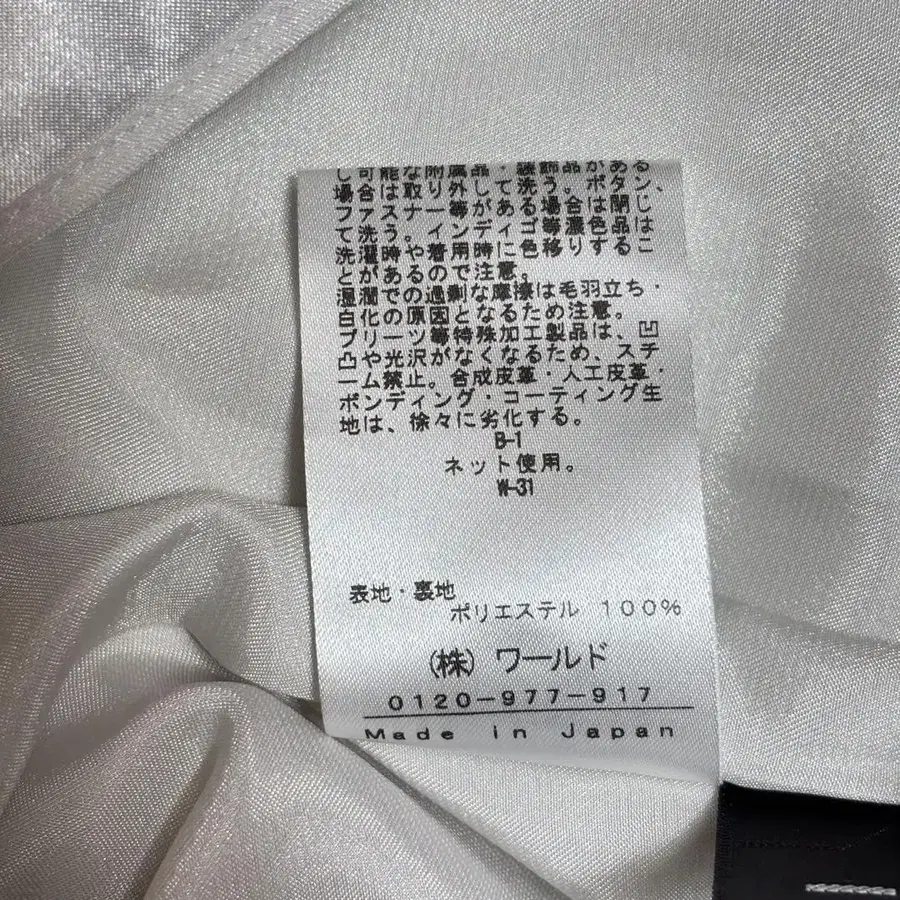 し可能な附属品・装飾品がある
場合は取り外して洗う。ボタン、
ファスナー等がある場合は閉じ
て洗う。インディゴ等濃色品は
洗濯時や着用時に色移りするこ
とがあるので注意。
湿潤での過剰な摩擦は毛羽立ち・
白化の原因となるため注意。
プリーツ等特殊加工製品は、凹
凸や光沢がなくなるため、スチ
ーム禁止。合成皮革・人工皮革・
ボンディング・コーティング生
地は、徐々に劣化する。
B-1
ネット使用。
W-31
表地・裏地
ポリエステル 100%
(株) ワールド
0120-977-917
Made in Japan